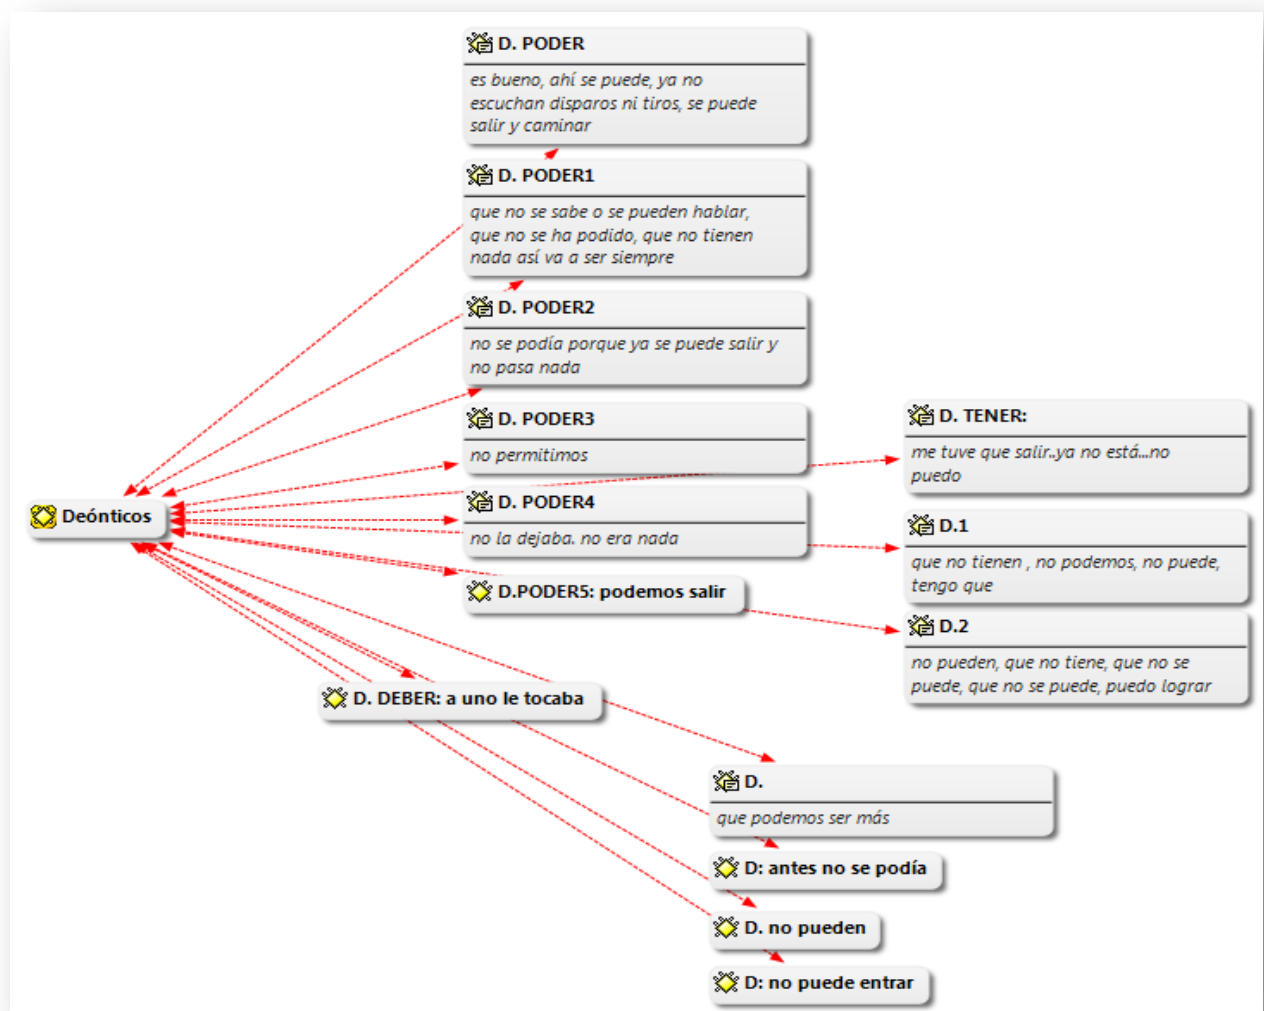 D. PODER
es bueno, ahí se puede, ya no
escuchan disparos ni tiros, se puede
salir y caminar
D. PODER1
que no se sabe o se pueden hablar,
que no se ha podido, que no tienen
nada así va a ser siempre
D. PODER2
no se podía porque ya se puede salir y
no pasa nada
D. PODER3
no permitimos
D. TENER:
me tuve que salir..ya no está...no
puedo
Deónticos
D. PODER4
no la dejaba. no era nada
D.1
que no tienen , no podemos, no puede,
tengo que
D.PODER5: podemos salir
D.2
no pueden, que no tiene, que no se
puede, que no se puede, puedo lograr
D. DEBER: a uno le tocaba
D.
que podemos ser más
D: antes no se podía
D. no pueden
D: no puede entrar